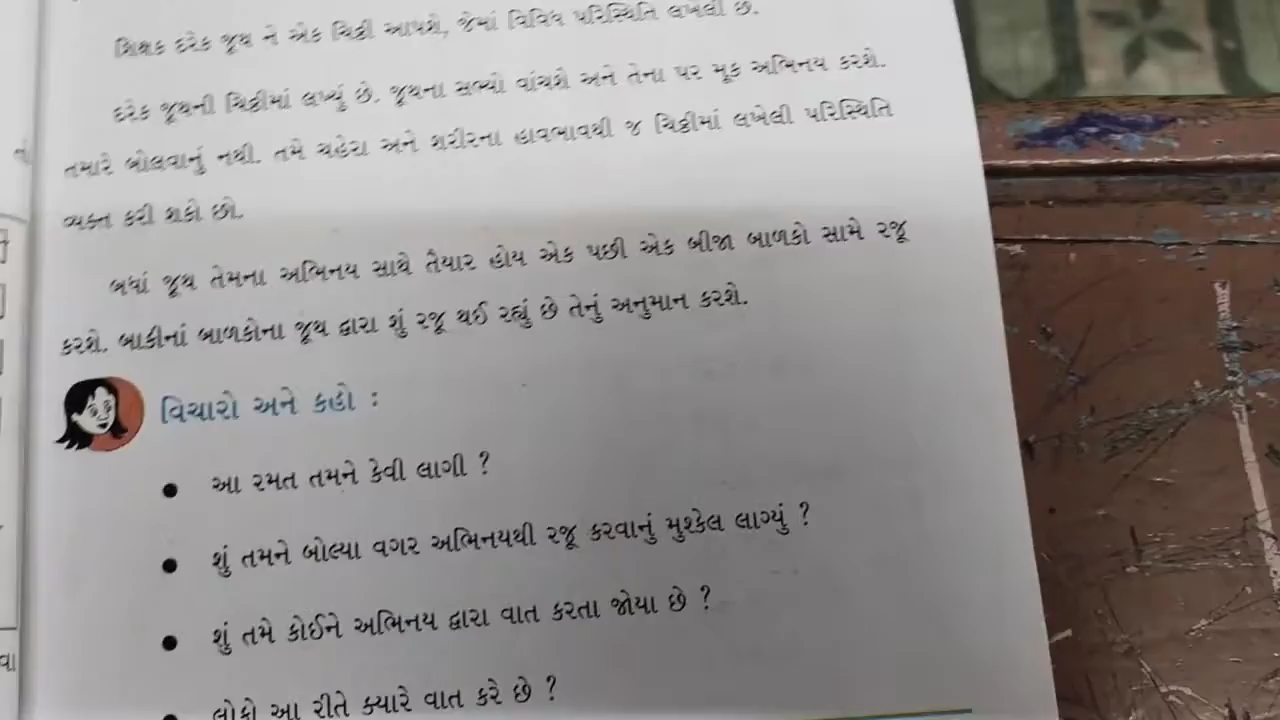 શિક્ષક દરેક જૂથ ને એક ચિઠ્ઠી આપશે, જેમાં વિવિધ પરિસ્થિતિ લખેલી છે.
દરેક જૂથની ચિઠ્ઠીમાં લખ્યું છે. જૂથના સભ્યો વાંચશે અને તેના પર મૂક અભિનય કરશે.
તમારે બોલવાનું નથી. તમે ચહેરા અને શરીરના હાવભાવથી જ ચિઠ્ઠીમાં લખેલી પરિસ્થિતિ
વ્યક્ત કરી શકો છો.
બધાં જૂથ તેમના અભિનય સાથે તૈયાર હોય એક પછી એક બીજા બાળકો સામે રજૂ
કરશે. બાકીનાં બાળકોના જૂથ દ્વારા શું રજૂ થઈ રહ્યું છે તેનું અનુમાન કરશે.
વિચારો અને કહો :
• આ રમત તમને કેવી લાગી ?
• શું તમને બોલ્યા વગર અભિનયથી રજૂ કરવાનું મુશ્કેલ લાગ્યું ?
• શું તમે કોઈને અભિનય દ્વારા વાત કરતા જોયા છે ?
• લોકો આ રીતે ક્યારે વાત કરે છે ?